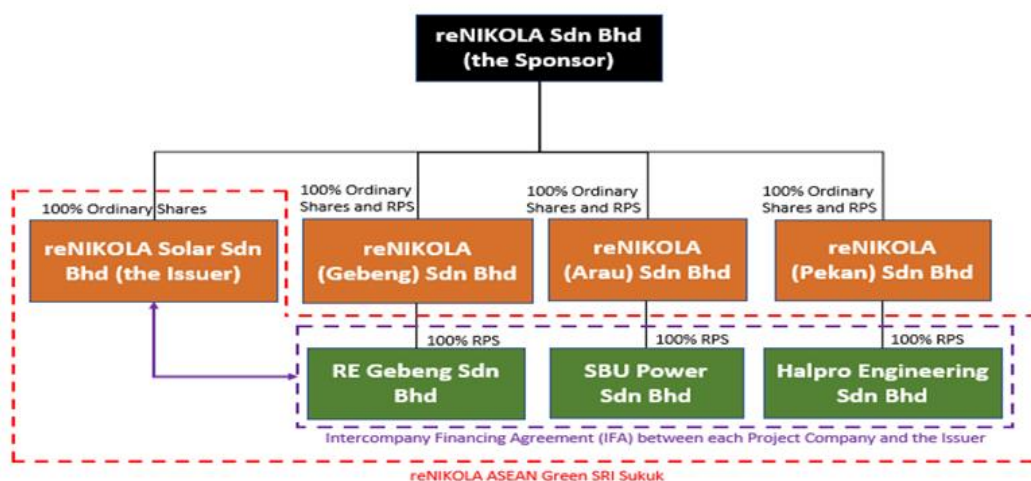 reNIKOLA Sdn Bhd
(the Sponsor)
100% Ordinary Shares
100% Ordinary
Shares and RPS
100% Ordinary
Shares and RPS
100% Ordinary
Shares and RPS
reNIKOLA Solar Sdn
Bhd (the Issuer)
reNIKOLA
(Gebeng) Sdn Bhd
reNIKOLA
(Arau) Sdn Bhd
reNIKOLA
(Pekan) Sdn Bhd
100% RPS
100% RPS
100% RPS
RE Gebeng Sdn
Bhd
SBU Power
Sdn Bhd
Halpro Engineering
Sdn Bhd
Intercompany Financing Agreement (IFA) between each Project Company and the Issuer
reNIKOLA ASEAN Green SRI Sukuk